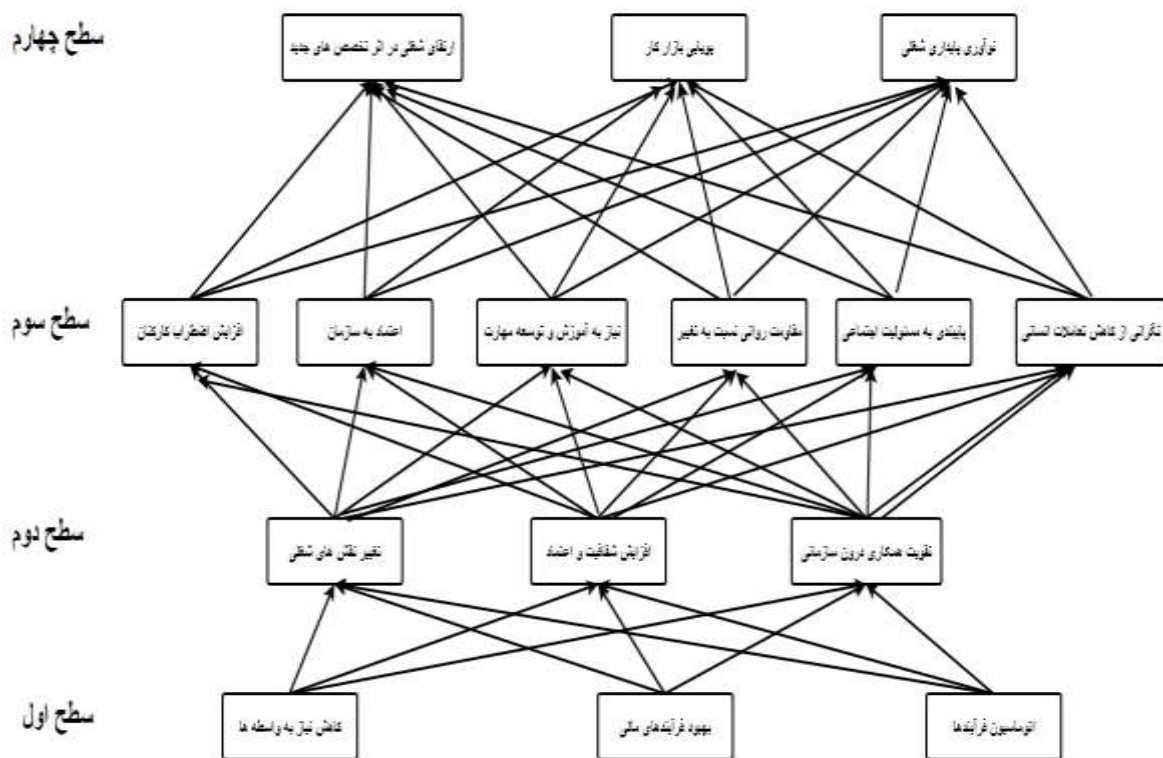 سطح چهارم
نوآوری پایداری شغلی
پویایی بازار کار
ارتقای شغلی در اثر تخصص های جدید
سطح سوم
نگرانی از کاهش تعاملات انسانی
پایبندی به مسئولیت اجتماعی
مقاومت روانی نسبت به تغییر
نیاز به آموزش و توسعه مهارت
اعتماد به سازمان
افزایش اضطراب کارکنان
سطح دوم
تقویت همکاری درون سازمانی
افزایش شفافیت و اعتماد
تغییر نقش های شغلی
سطح اول
اتوماسیون فرآیندها
بهبود فرآیندهای مالی
کاهش نیاز به واسطه ها